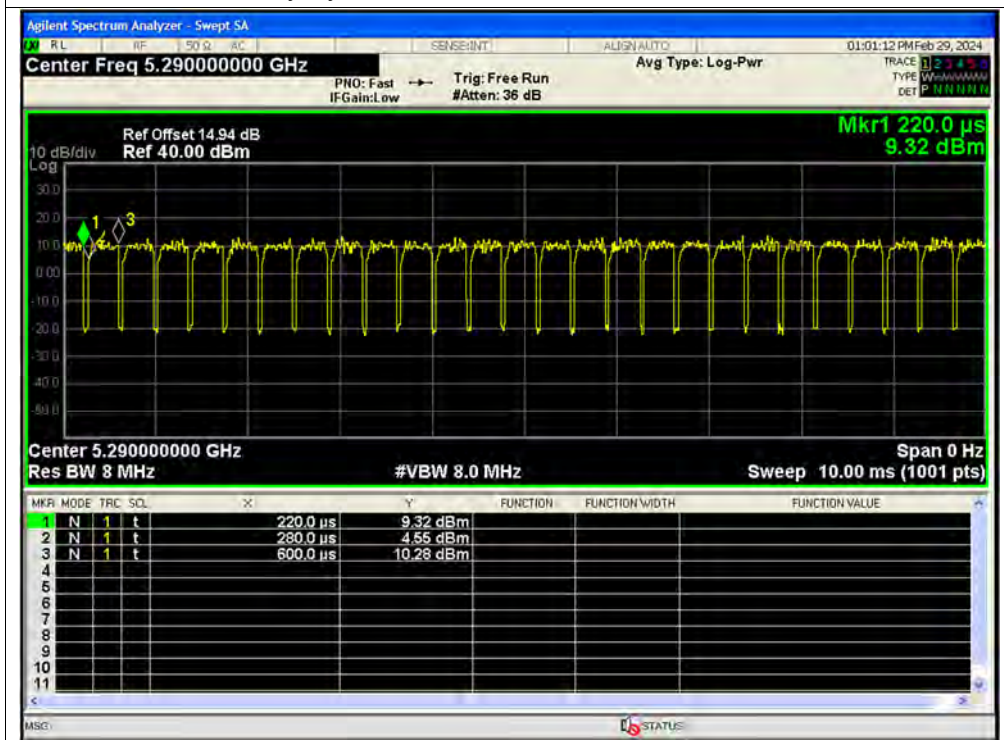 Agilent Spectrum Analyzer - Swept SA
RL RF 50 Ω AC SENSE:INT ALIGN AUTO 01:01:12 PM Feb 29, 2024
Center Freq 5.290000000 GHz
PNO: Fast
IFGain:Low
Trig: Free Run
#Atten: 36 dB
Avg Type: Log-Pwr
TRACE 1 2 3 4 5 6
TYPE W
DET P N N N N N
Ref Offset 14.94 dB
10 dB/div Ref 40.00 dBm
Log
Mkr1 220.0 µs
9.32 dBm
30.0
20.0
10.0
0.00
-10.0
-20.0
-30.0
-40.0
-50.0
1 2 3
Center 5.290000000 GHz
Span 0 Hz
Res BW 8 MHz #VBW 8.0 MHz Sweep 10.00 ms (1001 pts)
MKR MODE TRC SCL X Y FUNCTION FUNCTION WIDTH FUNCTION VALUE
1 N 1 t 220.0 µs 9.32 dBm
2 N 1 t 280.0 µs 4.55 dBm
3 N 1 t 600.0 µs 10.28 dBm
4
5
6
7
8
9
10
11
MSG STATUS